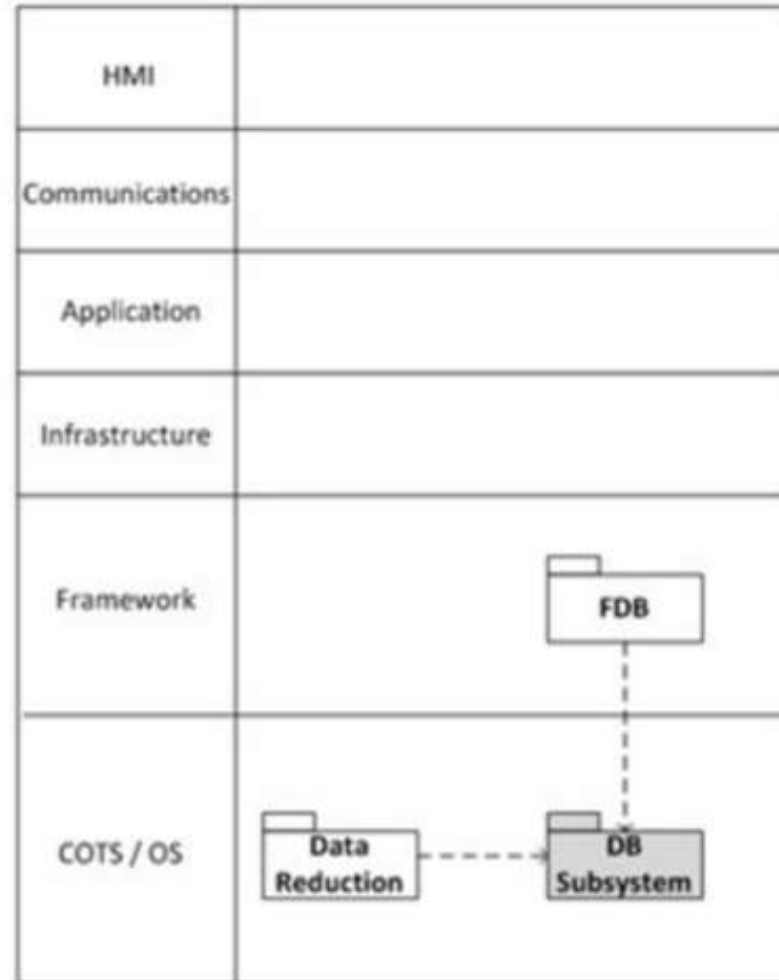 HMI
Communications
Application
Infrastructure
Framework
FDB
COTS / OS
Data
Reduction
DB
Subsystem